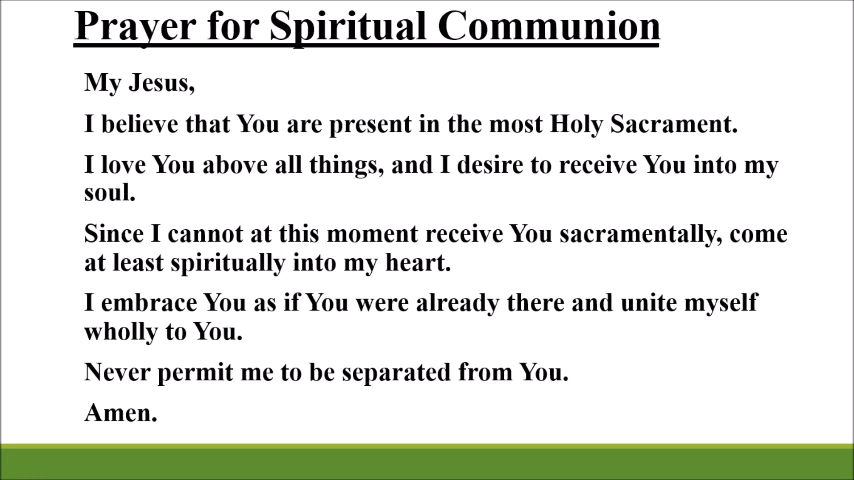 Prayer for Spiritual Communion
My Jesus,
I believe that You are present in the most Holy Sacrament.
I love You above all things, and I desire to receive You into my
soul.
Since I cannot at this moment receive You sacramentally, come
at least spiritually into my heart.
I embrace You as if You were already there and unite myself
wholly to You.
Never permit me to be separated from You.
Amen.